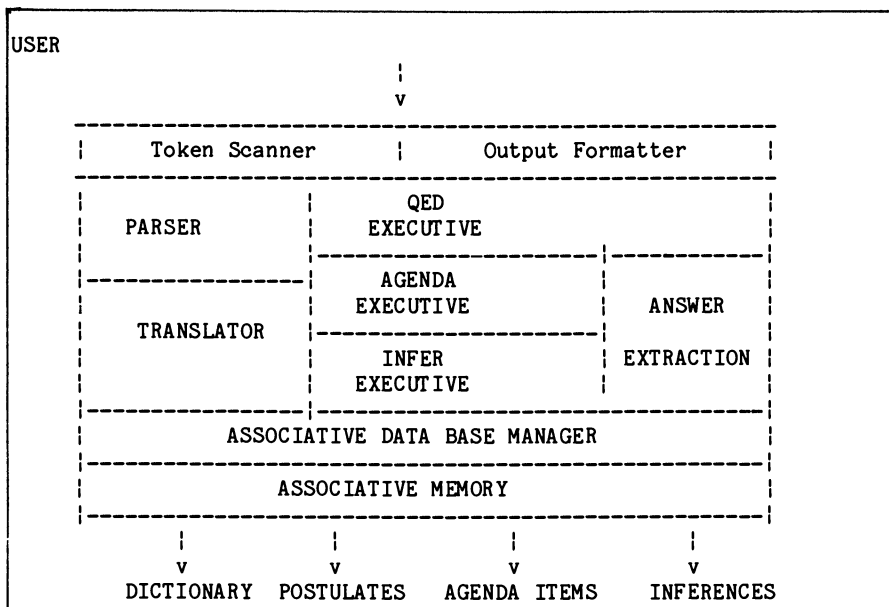 USER
v
Token Scanner | Output Formatter
QED
PARSER EXECUTIVE
AGENDA
EXECUTIVE ANSWER
TRANSLATOR
INFER EXTRACTION
EXECUTIVE
ASSOCIATIVE DATA BASE MANAGER
ASSOCIATIVE MEMORY
v v v v
DICTIONARY POSTULATES AGENDA ITEMS INFERENCES